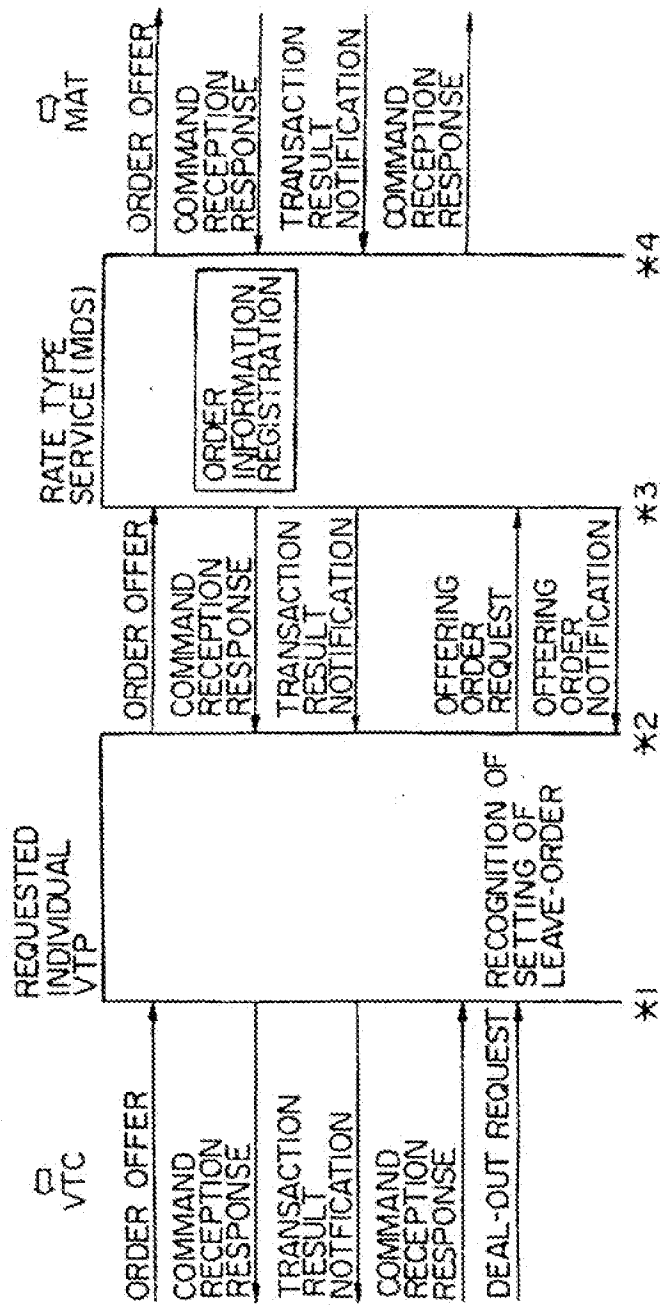 ⇦
VTC
ORDER OFFER
COMMAND
RECEPTION
RESPONSE
TRANSACTION
RESULT
NOTFICATION
COMMAND
RECEPTION
RESPONSE
DEAL-OUT REQUEST
REQUESTED
INDIVIDUAL
VTP
RECOGNITION OF
SETTING OF
LEAVE-ORDER
*1
ORDER OFFER
COMMAND
RECEPTION
RESPONSE
TRANSACTION
RESULT
NOTIFICATION
OFFERING
ORDER
REQUEST
OFFERING
ORDER
NOTIFICATION
*2
RATE TYPE
SERVICE(MDS)
ORDER
INFORMATION
REGISTRATION
*3
⇨
MAT
ORDER OFFER
COMMAND
RECEPTION
RESPONSE
TRANSACTION
RESULT
NOTIFICATION
COMMAND
RECEPTION
RESPONSE
*4